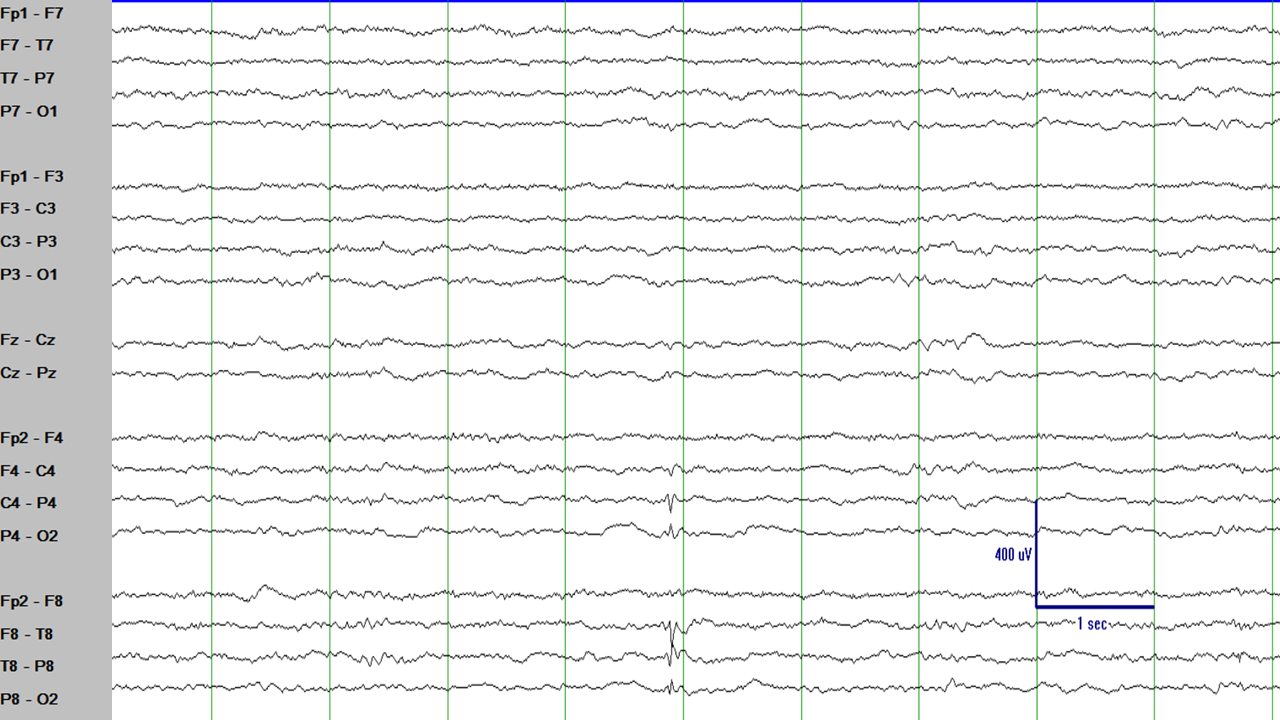 Fp1 - F7
F7 - T7
T7 - P7
P7 - O1
Fp1 - F3
F3 - C3
C3 - P3
P3 - O1
Fz - Cz
Cz - Pz
Fp2 - F4
F4 - C4
C4 - P4
P4 - O2
400 uV
Fp2 - F8
1 sec
F8 - T8
T8 - P8
P8 - O2